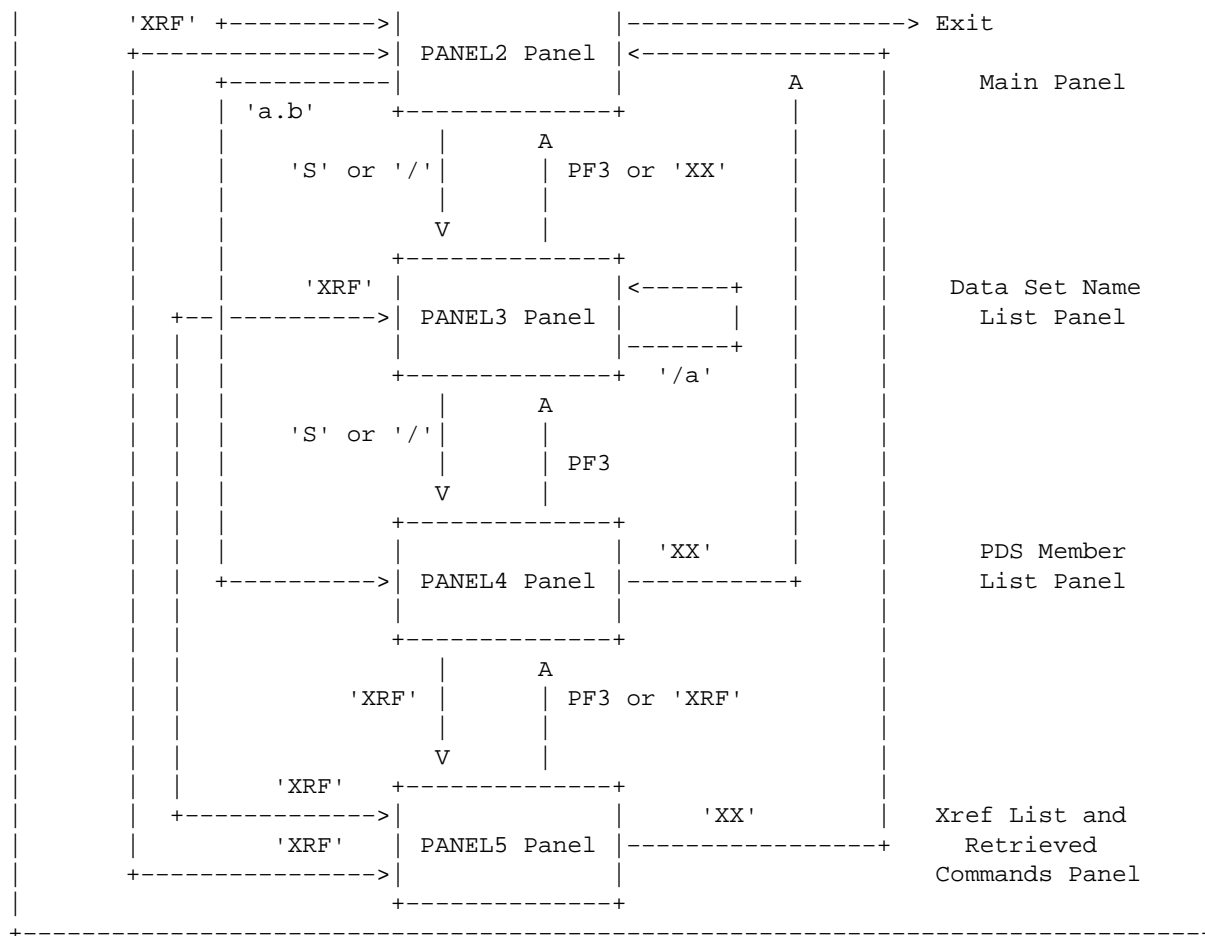 'XRF' Exit
PANEL2 Panel
A Main Panel
'a.b'
A
'S' or '/' PF3 or 'XX'
V
'XRF' Data Set Name
PANEL3 Panel List Panel
'/a'
A
'S' or '/'
PF3
V
'XX' PDS Member
PANEL4 Panel List Panel
A
'XRF' PF3 or 'XRF'
V
'XRF'
'XX' Xref List and
'XRF' PANEL5 Panel Retrieved
Commands Panel